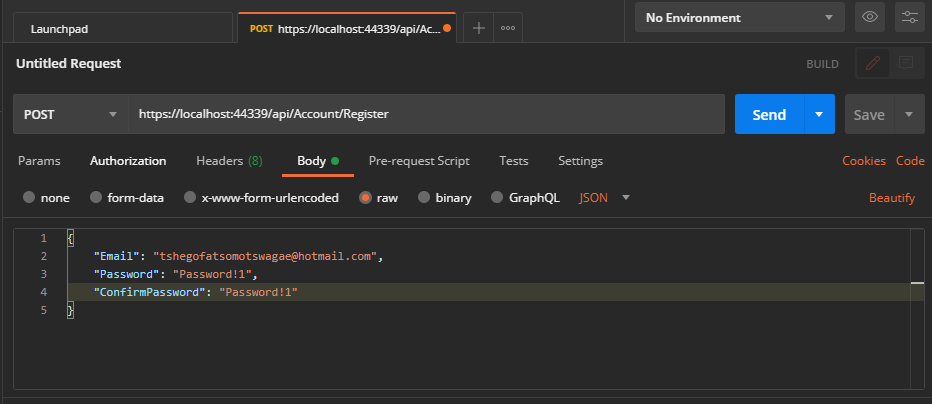 Launchpad
POST https://localhost:44339/api/Ac...
No Environment
Untitled Request
BUILD
POST
https://localhost:44339/api/Account/Register
Send
Save
Params Authorization Headers (8) Body Pre-request Script Tests Settings Cookies Code
none form-data x-www-form-urlencoded raw binary GraphQL JSON Beautify
1 {
2 "Email": "tshegofatsomotswagae@hotmail.com",
3 "Password": "Password!1",
4 "ConfirmPassword": "Password!1"
5 }